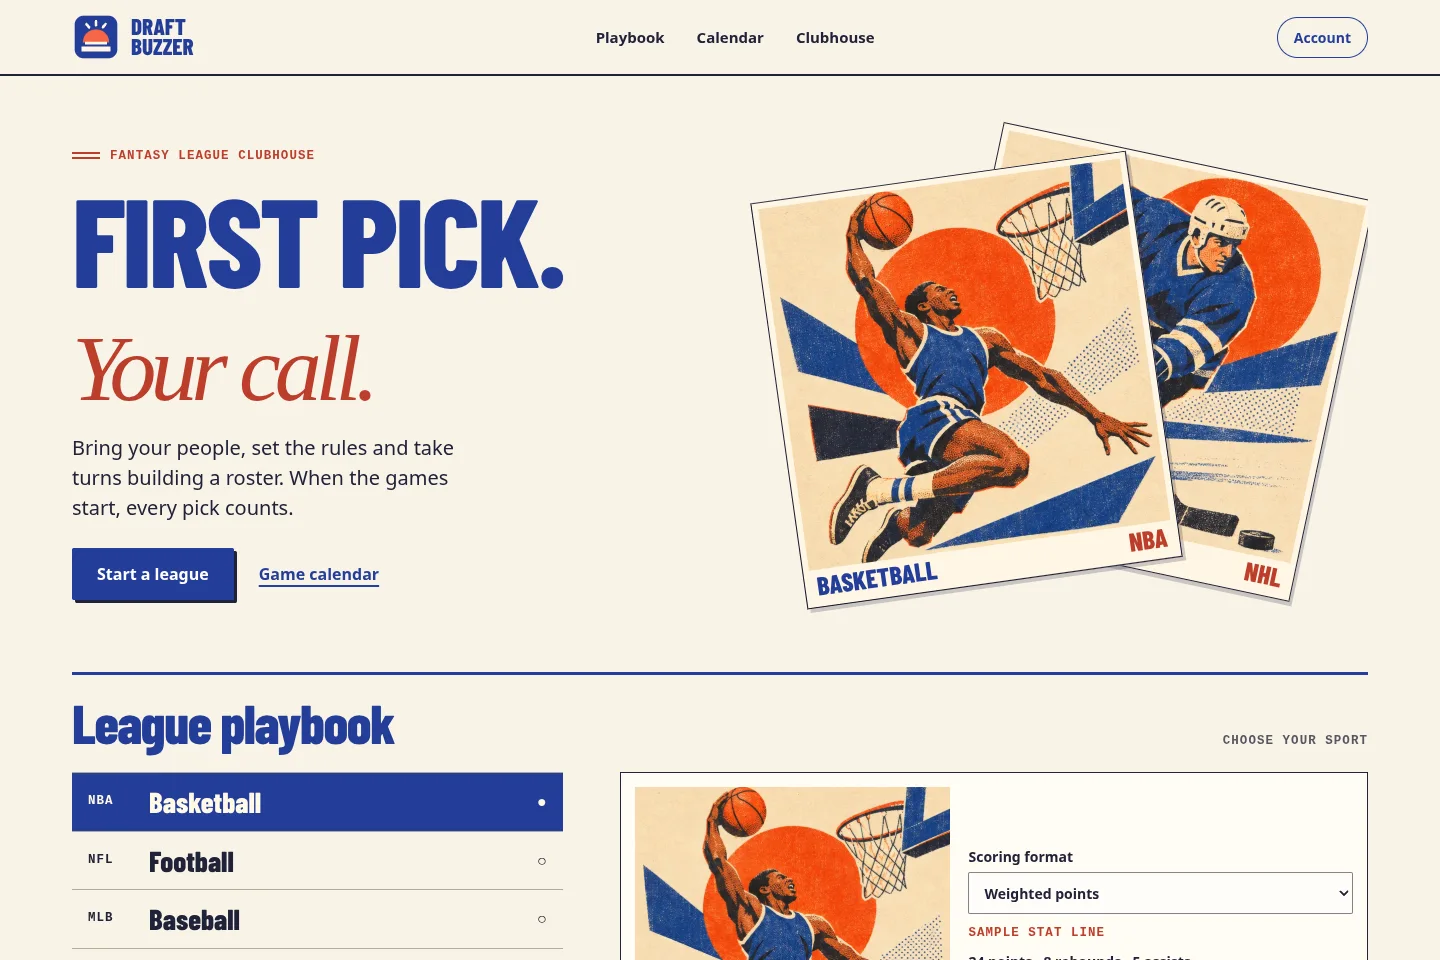 DRAFT
BUZZER
Playbook
Calendar
Clubhouse
Account
FANTASY LEAGUE CLUBHOUSE
FIRST PICK.
Your call.
Bring your people, set the rules and take
turns building a roster. When the games
start, every pick counts.
Start a league
Game calendar
BASKETBALL
NBA
NHL
League playbook
CHOOSE YOUR SPORT
NBA
Basketball
NFL
Football
MLB
Baseball
Scoring format
Weighted points
SAMPLE STAT LINE